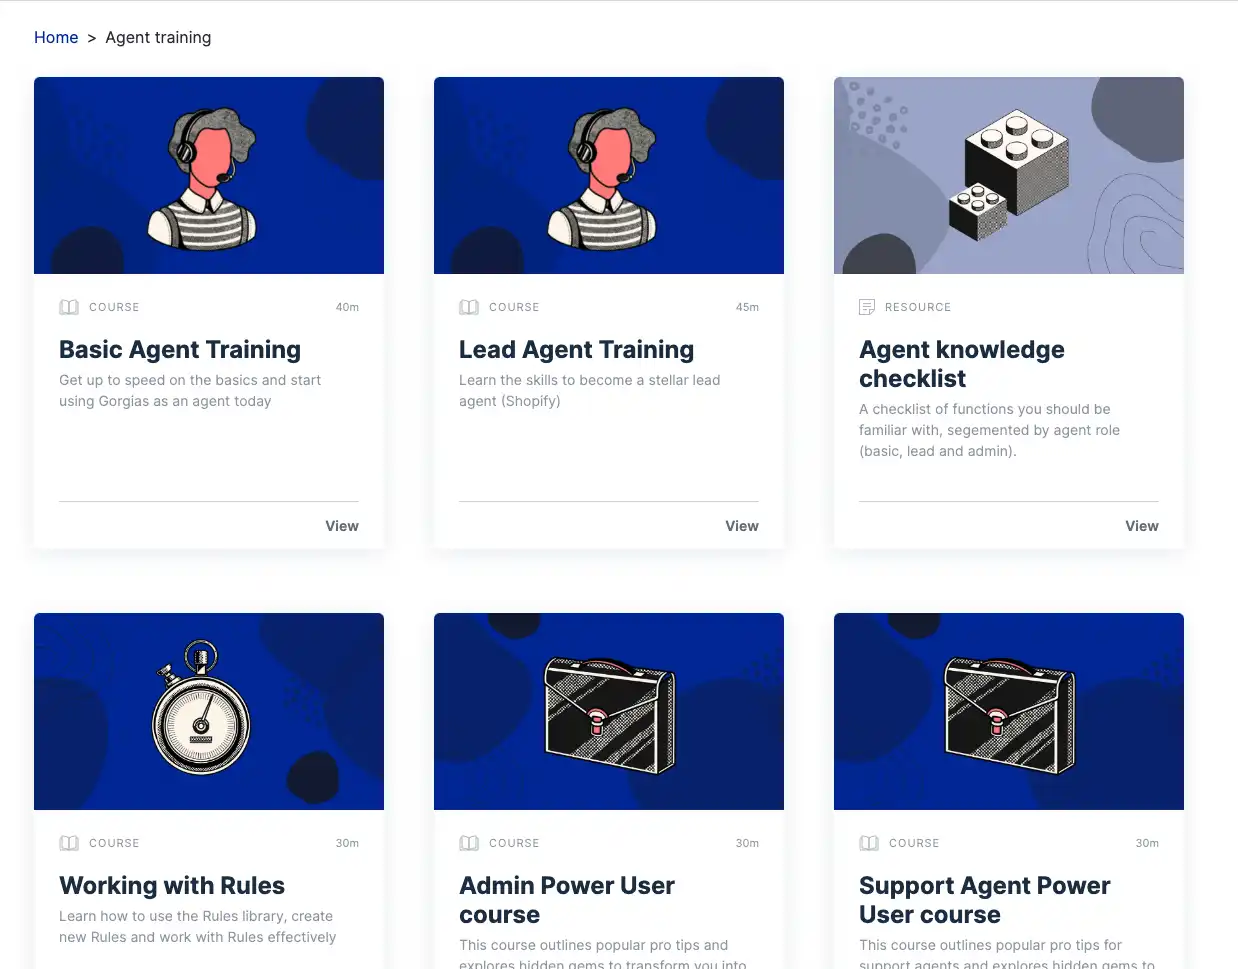 Home > Agent training
COURSE 40m
Basic Agent Training
Get up to speed on the basics and start
using Gorgias as an agent today
View
COURSE 45m
Lead Agent Training
Learn the skills to become a stellar lead
agent (Shopify)
View
RESOURCE
Agent knowledge
checklist
A checklist of functions you should be
familiar with, segemented by agent role
(basic, lead and admin).
View
COURSE 30m
Working with Rules
Learn how to use the Rules library, create
new Rules and work with Rules effectively
COURSE 30m
Admin Power User
course
This course outlines popular pro tips and
explores hidden gems to transform you into
COURSE 30m
Support Agent Power
User course
This course outlines popular pro tips for
support agents and explores hidden gems to